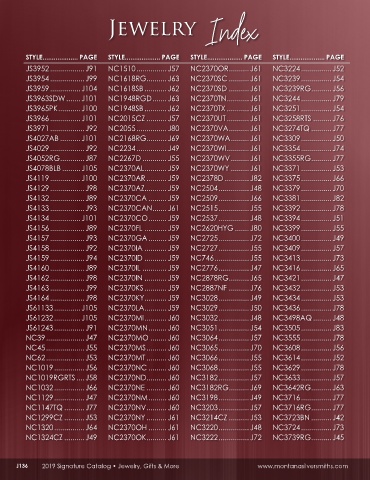 Jewelry Index
STYLE................. PAGE
JS3952 ............... J91
JS3954 ............... J99
JS3959 ............. J104
JS3963SDW ...... J101
JS3965PK ......... J100
JS3966 ............. J101
JS3971 ............... J92
JS4027AB ......... J101
JS4029 ............... J92
JS4052RG........... J87
JS4078BLB ....... J105
JS4119 ............. J100
JS4129 ............... J98
JS4132 ............... J89
JS4133 ............... J93
JS4134 ............. J101
JS4156 ............... J89
JS4157 ............... J93
JS4158 ............... J92
JS4159 ............... J94
JS4160 ............... J89
JS4162 ............... J98
JS4163 ............... J99
JS4164 ............... J98
JS61133 ........... J105
JS61232 ........... J105
JS61243 ............. J91
NC39 .................. J47
NC45 .................. J55
NC62 .................. J53
NC1019 .............. J56
NC1019RGRTS .... J58
NC1032 .............. J66
NC1129 .............. J47
NC1147TQ ......... J77
NC1299CZ ......... J53
NC1320 .............. J64
NC1324CZ ......... J49
STYLE................. PAGE
NC1510 .............. J57
NC1618RG ......... J63
NC1618SB .......... J62
NC1948RGD ...... J63
NC1948SB .......... J62
NC2015CZ ......... J57
NC2055 .............. J80
NC2168RG ......... J69
NC2234 .............. J49
NC2267D ........... J55
NC2370AL .......... J59
NC2370AR ......... J59
NC2370AZ.......... J59
NC2370CA ........ J59
NC2370CAN ...... J61
NC2370CO ........ J59
NC2370FL .......... J59
NC2370GA ........ J59
NC2370IA .......... J59
NC2370ID .......... J59
NC2370IL ........... J59
NC2370IN .......... J59
NC2370KS .......... J59
NC2370KY.......... J59
NC2370LA .......... J59
NC2370MI .......... J60
NC2370MN ........ J60
NC2370MO ....... J60
NC2370MS ......... J60
NC2370MT ......... J60
NC2370NC ........ J60
NC2370ND ........ J60
NC2370NE ......... J60
NC2370NM ........ J60
NC2370NV......... J60
NC2370NY ......... J61
NC2370OH ........ J61
NC2370OK ........ J61
STYLE................. PAGE
NC2370OR ........ J61
NC2370SC ......... J61
NC2370SD ......... J61
NC2370TN .......... J61
NC2370TX .......... J61
NC2370UT .......... J61
NC2370VA ......... J61
NC2370WA ........ J61
NC2370WI ......... J61
NC2370WV ........ J61
NC2370WY ........ J61
NC2378D ........... J82
NC2504 .............. J48
NC2509 .............. J66
NC2515 .............. J55
NC2537 .............. J48
NC2620HYG ...... J80
NC2725 .............. J72
NC2727 .............. J55
NC746................. J55
NC2776 .............. J47
NC2878RG......... J65
NC2887NF ......... J76
NC3028 .............. J49
NC3029 .............. J50
NC3032 .............. J48
NC3051 .............. J54
NC3064 .............. J57
NC3065 .............. J70
NC3066 .............. J55
NC3068 .............. J55
NC3182 .............. J57
NC3182RG ......... J69
NC3198 .............. J49
NC3203 .............. J57
NC3214CZ ......... J53
NC3220 .............. J48
NC3222 .............. J72
STYLE................. PAGE
NC3224 .............. J52
NC3239 .............. J54
NC3239RG ......... J56
NC3244 .............. J79
NC3251 .............. J54
NC3258RTS ........ J76
NC3274TQ ......... J77
NC3309 .............. J50
NC3354 .............. J74
NC3355RG ......... J77
NC3371 .............. J53
NC3375 .............. J66
NC3379 .............. J70
NC3381 .............. J82
NC3392 .............. J78
NC3394 .............. J51
NC3399 .............. J55
NC3400 .............. J49
NC3409 .............. J57
NC3413 .............. J73
NC3416 .............. J65
NC3421 .............. J47
NC3432 .............. J53
NC3434 .............. J53
NC3436 .............. J78
NC349BAQ ........ J48
NC3505 .............. J83
NC3555 .............. J78
NC3608 .............. J56
NC3614 .............. J52
NC3629 .............. J78
NC3633 .............. J57
NC3642RG ......... J63
NC3716 .............. J77
NC3716RG ......... J77
NC3723BN ......... J42
NC3724 .............. J73
NC3739RG ......... J45
J136 2019 Signature Catalog • Jewelry, Gifts & More www.montanasilversmiths.com